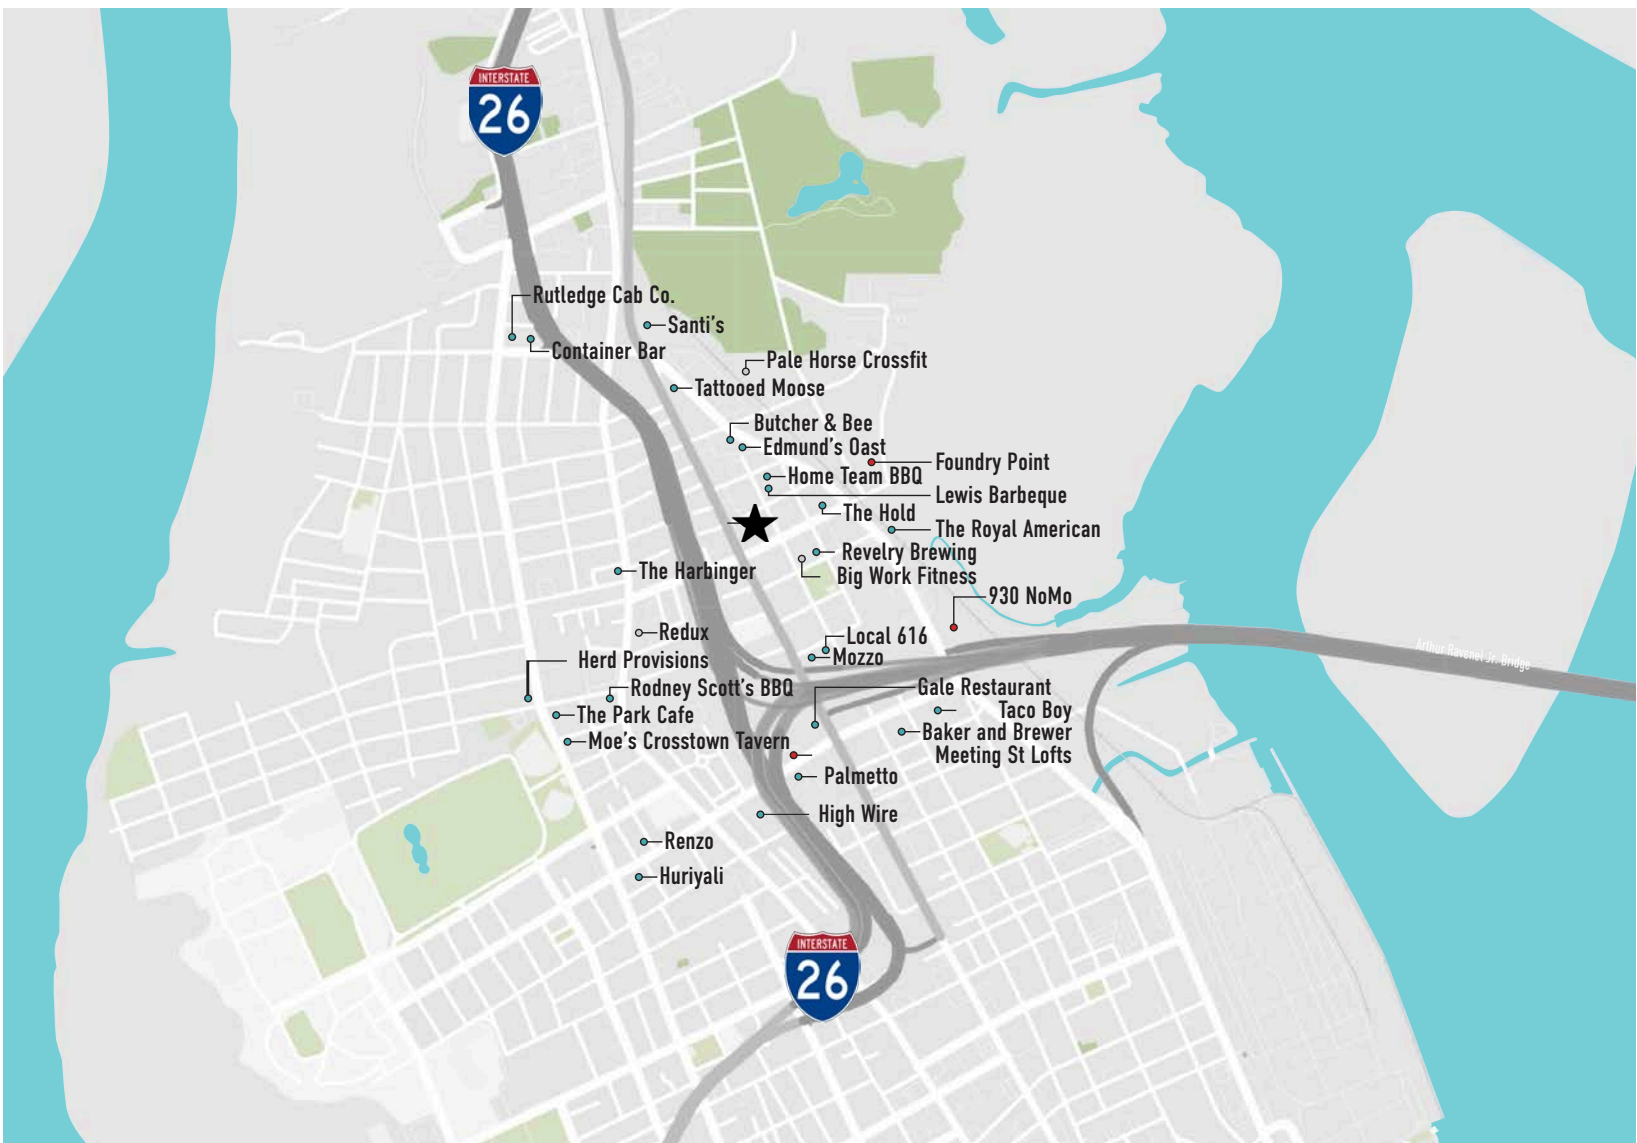 INTERSTATE
26
Rutledge Cab Co.
Santi's
Container Bar
Pale Horse Crossfit
Tattooed Moose
Butcher & Bee
Edmund's Oast
Foundry Point
Home Team BBQ
Lewis Barbeque
The Hold
The Royal American
Revelry Brewing
The Harbinger
Big Work Fitness
930 NoMo
Redux
Local 616
Mozzo
Arthur Ravenel Jr. Bridge
Herd Provisions
Rodney Scott's BBQ
Gale Restaurant
Taco Boy
The Park Cafe
Baker and Brewer
Moe's Crosstown Tavern
Meeting St Lofts
Palmetto
High Wire
Renzo
Huriyali
INTERSTATE
26